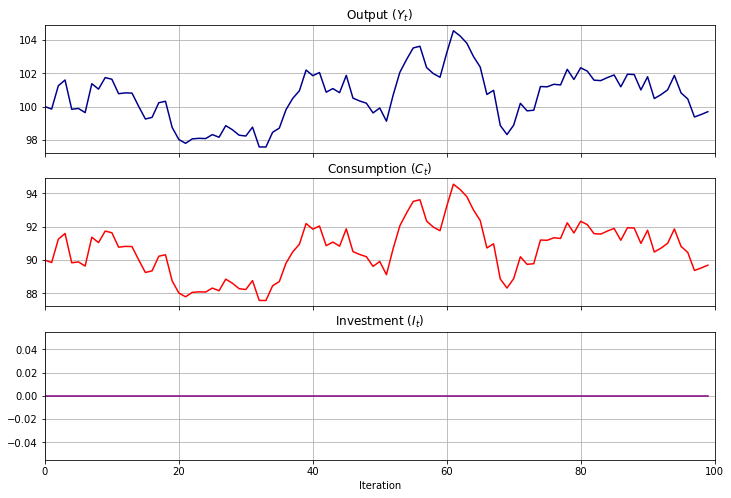 Output (Y_t)
104
102
100
98
Consumption (C_t)
94
92
90
88
Investment (I_t)
0.04
0.02
0.00
−0.02
−0.04
0 20 40 60 80 100
Iteration